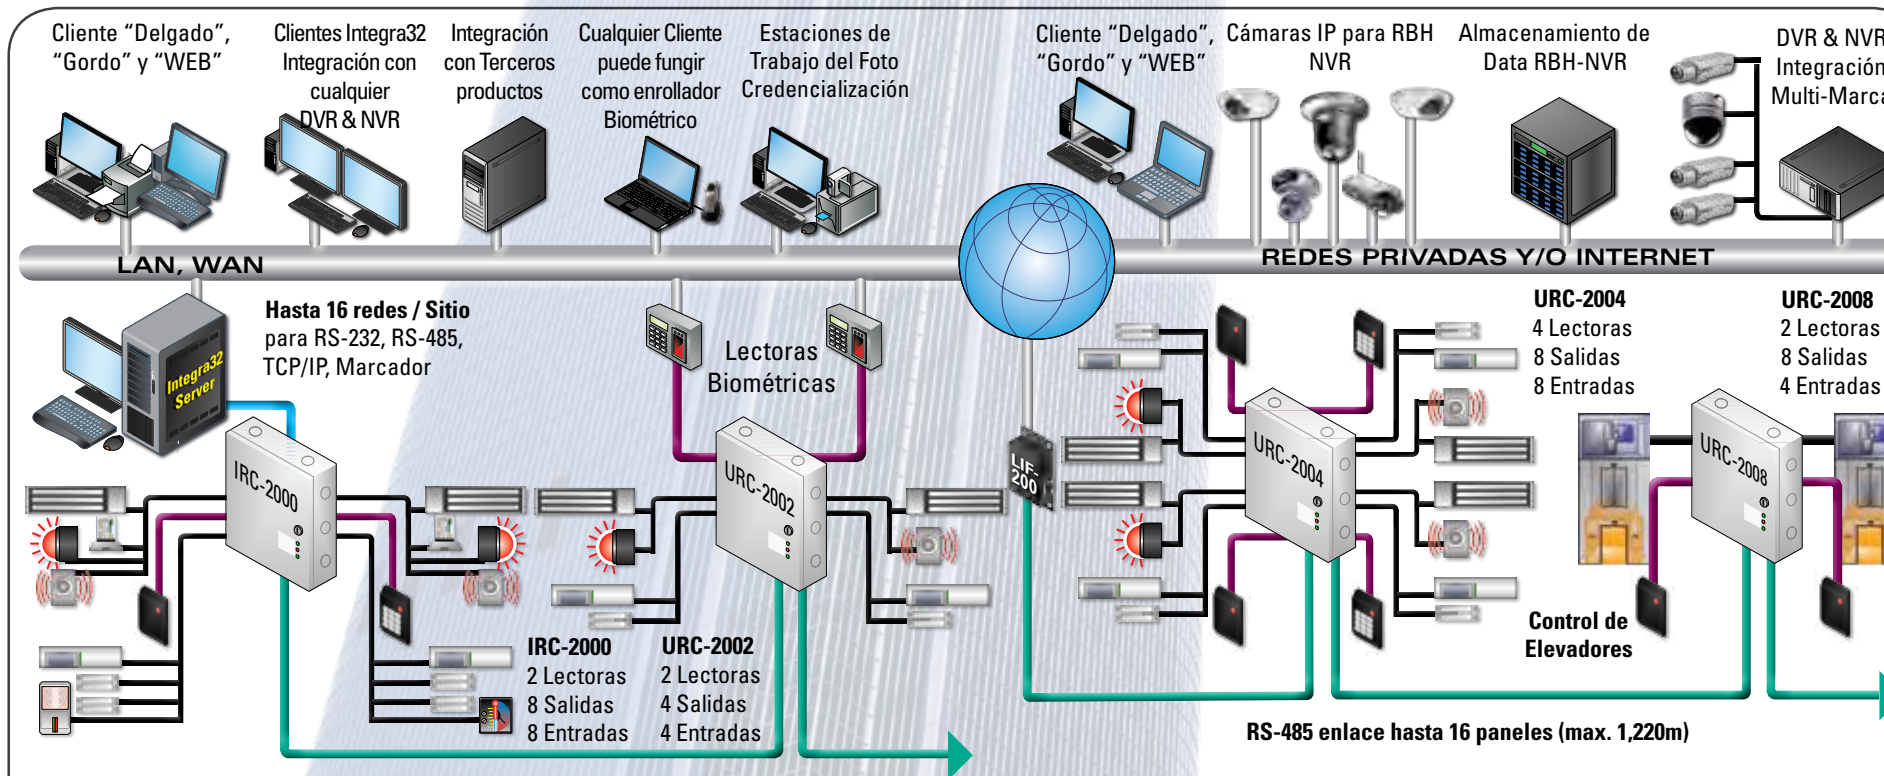 Cliente “Delgado”,
“Gordo” y “WEB”
Clientes Integra32
Integración con
cualquier
DVR & NVR
Integración
con Terceros
productos
Cualquier Cliente
puede fungir
como enrollador
Biométrico
Estaciones de
Trabajo del Foto
Credencialización
Cliente “Delgado”,
“Gordo” y “WEB”
Cámaras IP para RBH
NVR
Almacenamiento de
Data RBH-NVR
DVR & NVR
Integración
Multi-Marca
LAN, WAN
REDES PRIVADAS Y/O INTERNET
Integra32
Server
Hasta 16 redes / Sitio
para RS-232, RS-485,
TCP/IP, Marcador
Lectoras
Biométricas
URC-2004
4 Lectoras
8 Salidas
8 Entradas
URC-2008
2 Lectoras
8 Salidas
4 Entradas
IRC-2000
URC-2002
LIF-
200
URC-2004
URC-2008
IRC-2000
2 Lectoras
8 Salidas
8 Entradas
URC-2002
2 Lectoras
4 Salidas
4 Entradas
Control de
Elevadores
RS-485 enlace hasta 16 paneles (max. 1,220m)